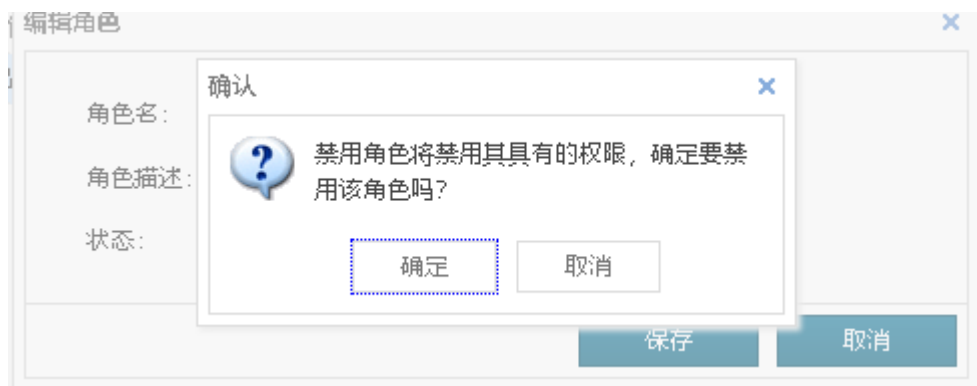 编辑角色
确认
角色名:
禁用角色将禁用其具有的权限, 确定要禁
用该角色吗?
角色描述:
状态:
确定 取消
保存 取消